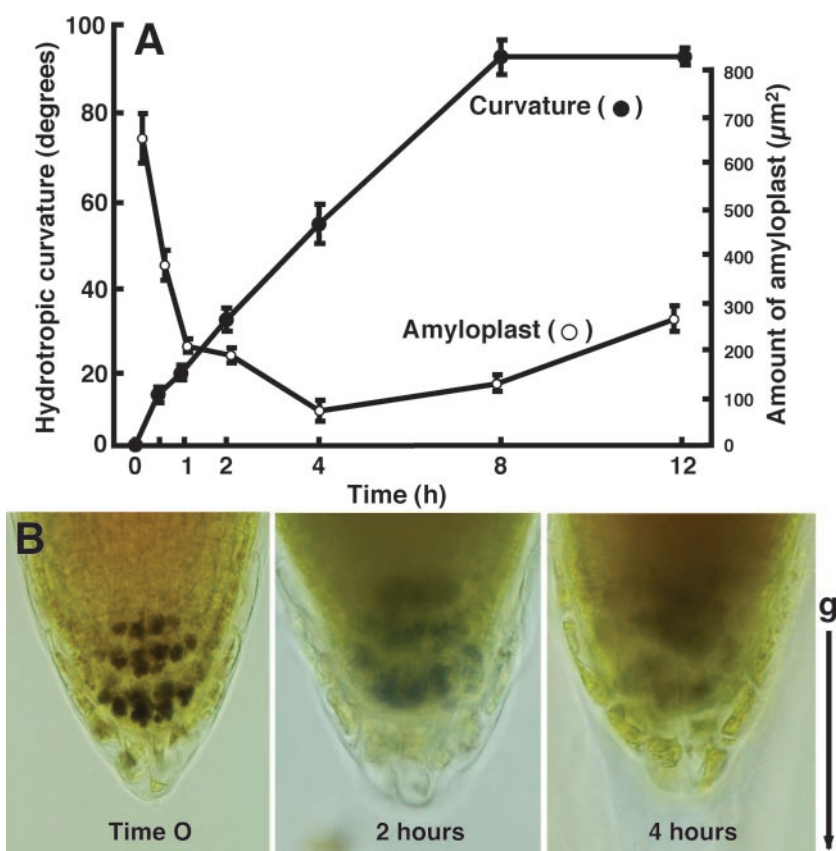 A
Hydrotropic curvature (degrees)
100
80
60
40
20
0
Curvature ( ● )
Amyloplast ( ○ )
800
700
600
500
400
300
200
100
0
Amount of amyloplast (µm²)
0 1 2 4 8 12
Time (h)
B
Time O
2 hours
4 hours
g